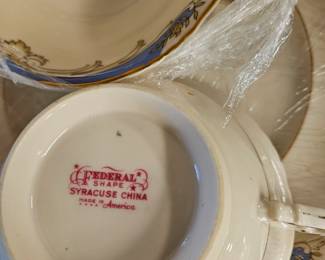 FEDERAL
SHAPE
SYRACUSE CHINA
MADE IN America